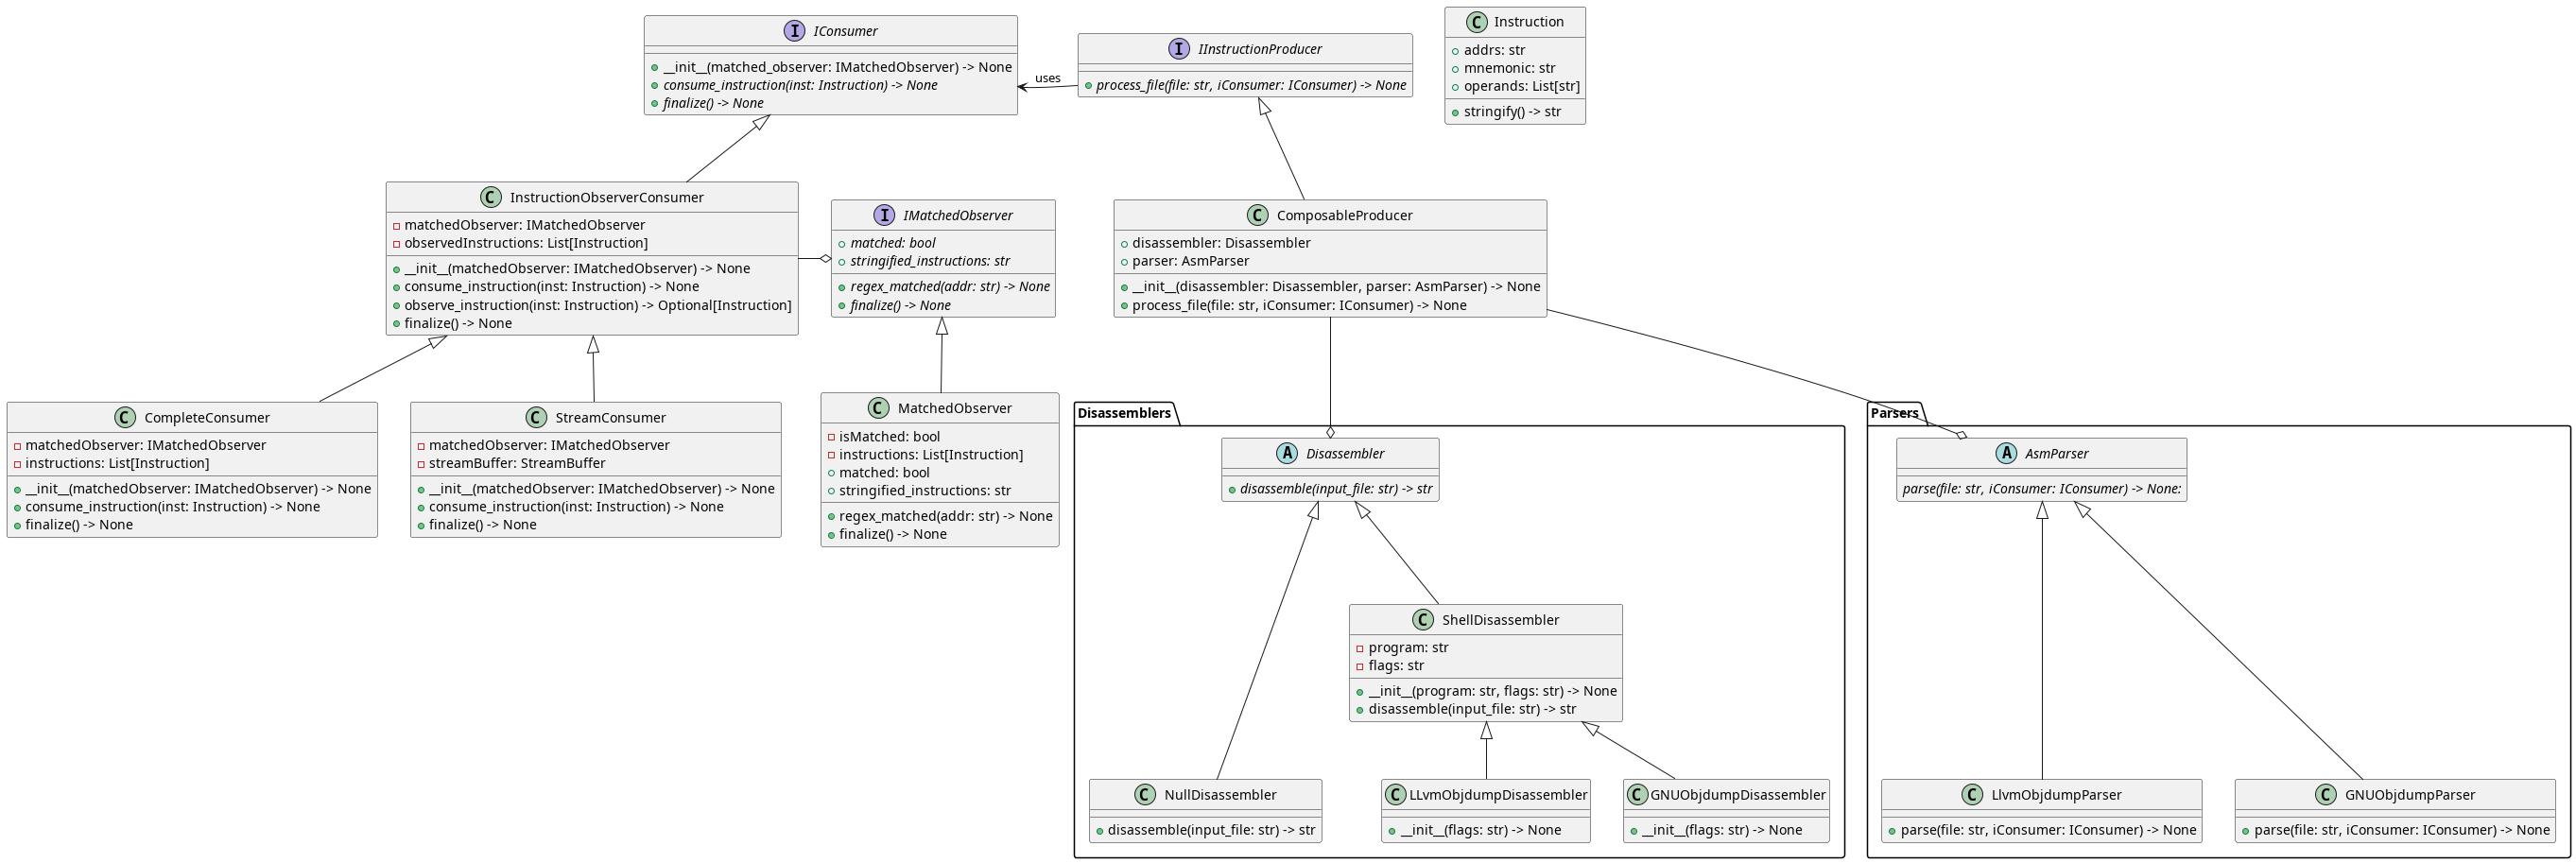 I IConsumer
__init__(matched_observer: IMatchedObserver) -> None
consume_instruction(inst: Instruction) -> None
finalize() -> None
uses
I IInstructionProducer
process_file(file: str, iConsumer: IConsumer) -> None
C Instruction
addrs: str
mnemonic: str
operands: List[str]
stringify() -> str
C InstructionObserverConsumer
matchedObserver: IMatchedObserver
observedInstructions: List[Instruction]
__init__(matchedObserver: IMatchedObserver) -> None
consume_instruction(inst: Instruction) -> None
observe_instruction(inst: Instruction) -> Optional[Instruction]
finalize() -> None
I IMatchedObserver
matched: bool
stringified_instructions: str
regex_matched(addr: str) -> None
finalize() -> None
C ComposableProducer
disassembler: Disassembler
parser: AsmParser
__init__(disassembler: Disassembler, parser: AsmParser) -> None
process_file(file: str, iConsumer: IConsumer) -> None
C CompleteConsumer
matchedObserver: IMatchedObserver
instructions: List[Instruction]
__init__(matchedObserver: IMatchedObserver) -> None
consume_instruction(inst: Instruction) -> None
finalize() -> None
C StreamConsumer
matchedObserver: IMatchedObserver
streamBuffer: StreamBuffer
__init__(matchedObserver: IMatchedObserver) -> None
consume_instruction(inst: Instruction) -> None
finalize() -> None
C MatchedObserver
isMatched: bool
instructions: List[Instruction]
matched: bool
stringified_instructions: str
regex_matched(addr: str) -> None
finalize() -> None
Disassemblers
A Disassembler
disassemble(input_file: str) -> str
C ShellDisassembler
program: str
flags: str
__init__(program: str, flags: str) -> None
disassemble(input_file: str) -> str
C NullDisassembler
disassemble(input_file: str) -> str
C LLvmObjdumpDisassembler
__init__(flags: str) -> None
C GNUObjdumpDisassembler
__init__(flags: str) -> None
Parsers
A AsmParser
parse(file: str, iConsumer: IConsumer) -> None:
C LlvmObjdumpParser
parse(file: str, iConsumer: IConsumer) -> None
C GNUObjdumpParser
parse(file: str, iConsumer: IConsumer) -> None